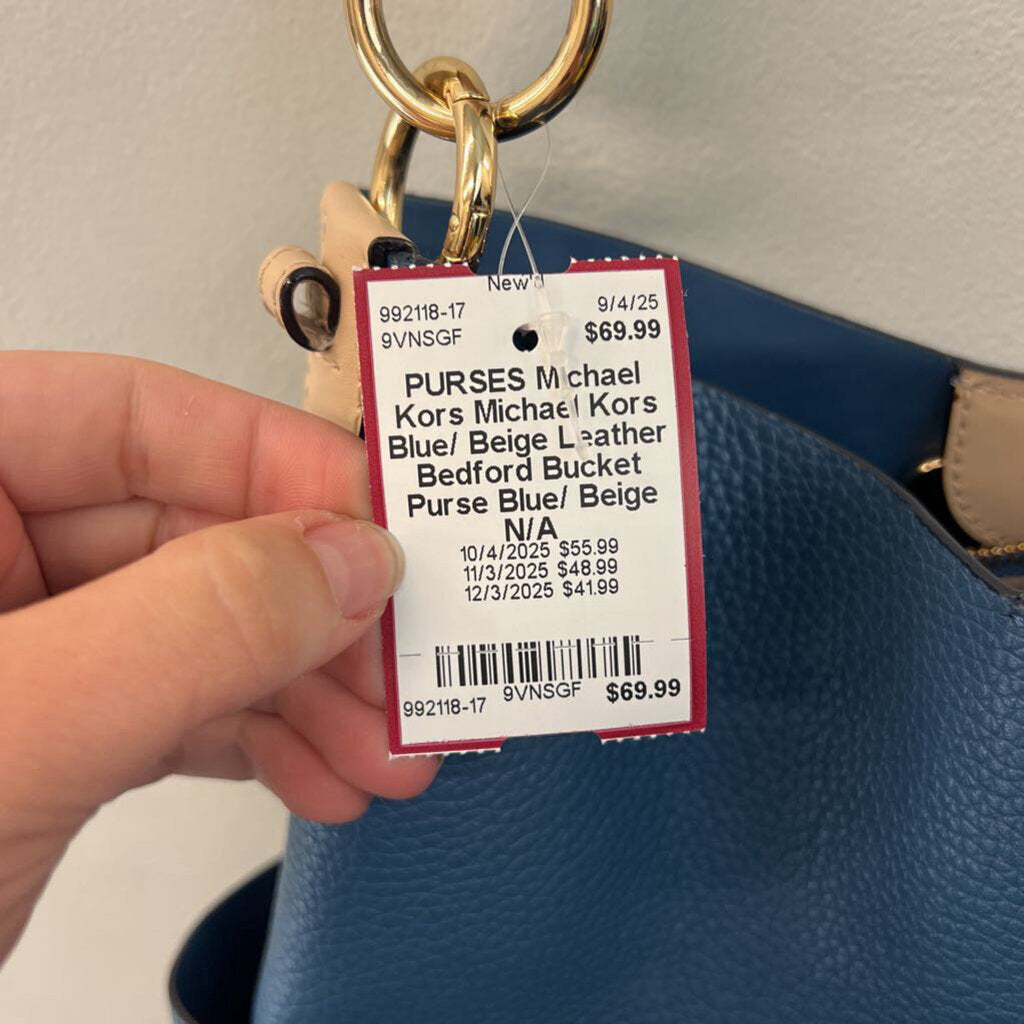 New
992118-17 9/4/25
9VNSGF $69.99
PURSES Michael
Kors Michael Kors
Blue/ Beige Leather
Bedford Bucket
Purse Blue/ Beige
N/A
10/4/2025 $55.99
11/3/2025 $48.99
12/3/2025 $41.99
992118-17 9VNSGF $69.99